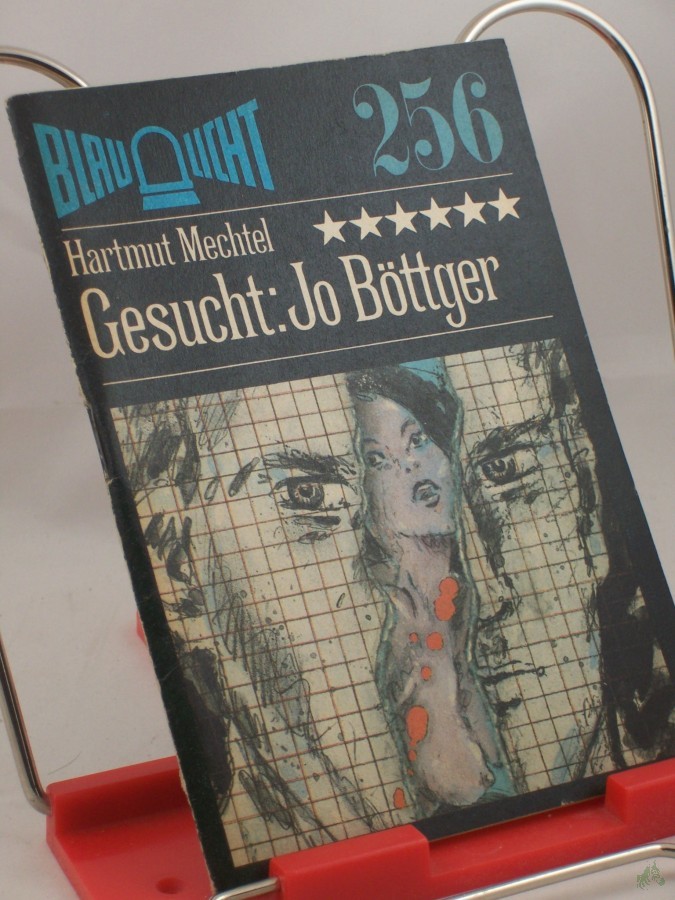 BLAULICHT
256
Hartmut Mechtel
Gesucht: Jo Böttger